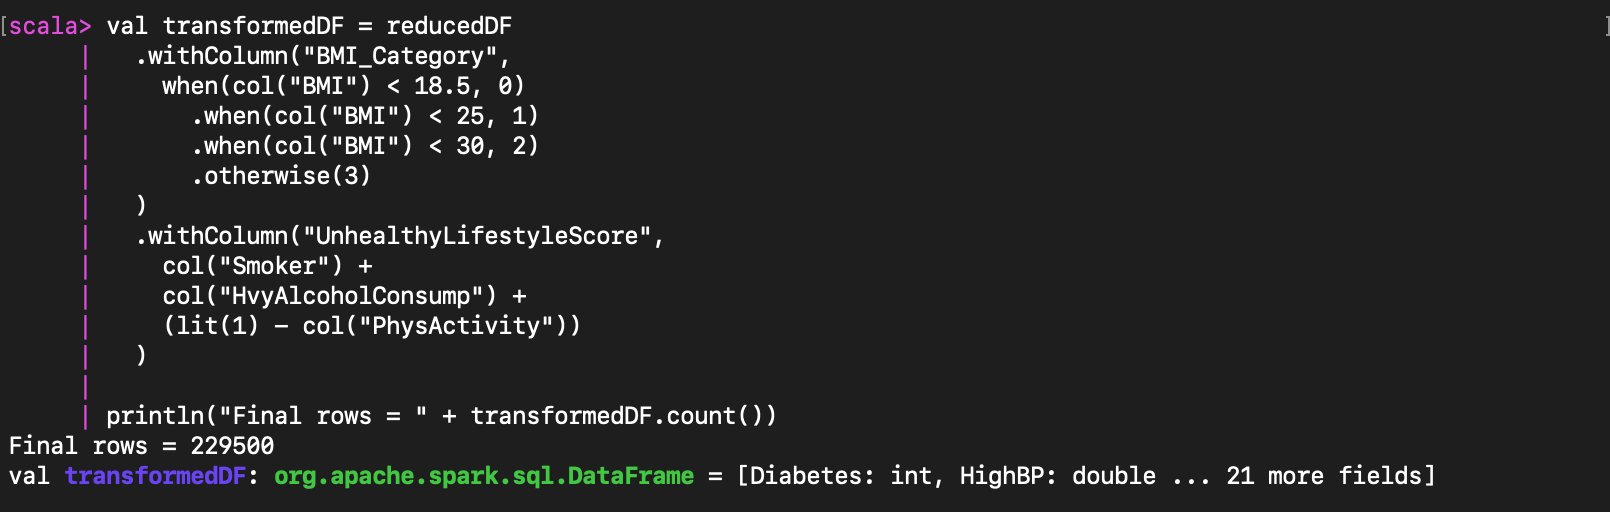 [scala> val transformedDF = reducedDF ]
| .withColumn("BMI_Category",
| when(col("BMI") < 18.5, 0)
| .when(col("BMI") < 25, 1)
| .when(col("BMI") < 30, 2)
| .otherwise(3)
| )
| .withColumn("UnhealthyLifestyleScore",
| col("Smoker") +
| col("HvyAlcoholConsump") +
| (lit(1) - col("PhysActivity"))
| )
|
| println("Final rows = " + transformedDF.count())
Final rows = 229500
val transformedDF: org.apache.spark.sql.DataFrame = [Diabetes: int, HighBP: double ... 21 more fields]